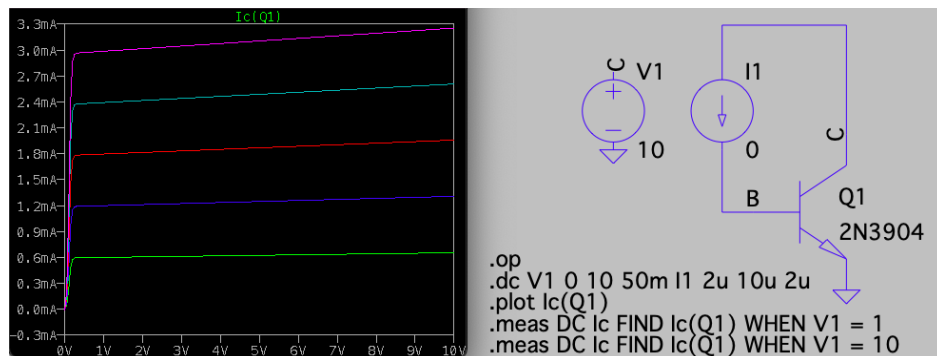 Ic(Q1)
3.3mA
3.0mA
2.7mA
2.4mA
2.1mA
1.8mA
1.5mA
1.2mA
0.9mA
0.6mA
0.3mA
0.0mA
-0.3mA
0V 1V 2V 3V 4V 5V 6V 7V 8V 9V 10V
C
V1
10
I1
0
C
B
Q1
2N3904
.op
.dc V1 0 10 50m I1 2u 10u 2u
.plot Ic(Q1)
.meas DC Ic FIND Ic(Q1) WHEN V1 = 1
.meas DC Ic FIND Ic(Q1) WHEN V1 = 10